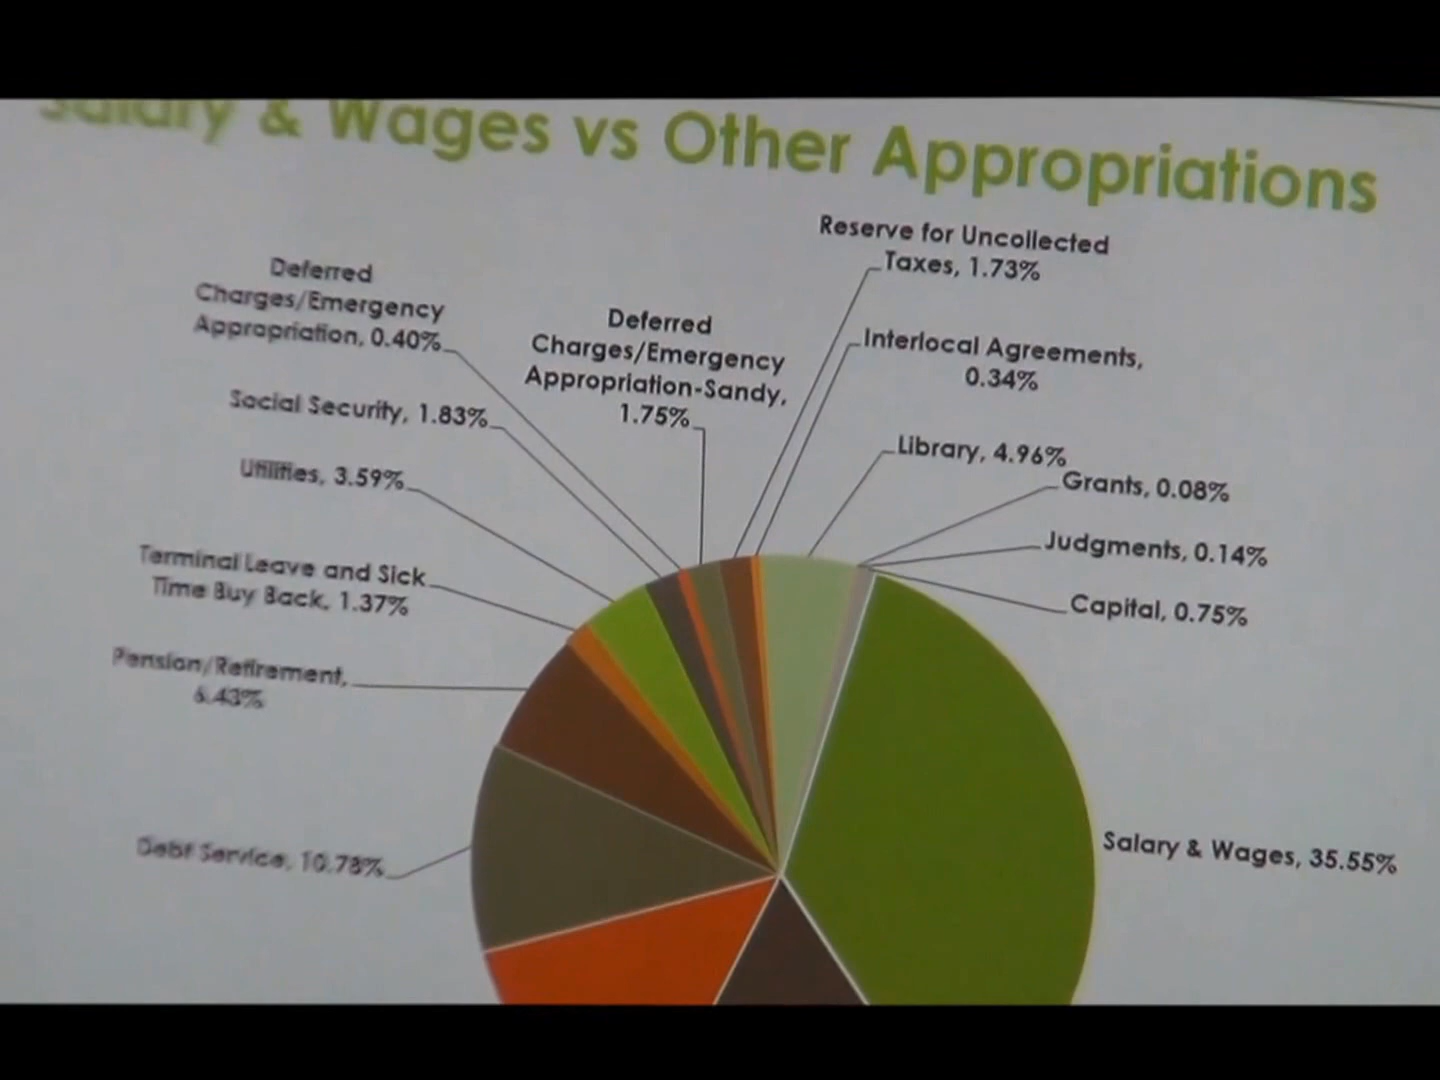 Salary & Wages vs Other Appropriations
Reserve for Uncollected
Taxes, 1.73%
Deferred
Charges/Emergency
Appropriation, 0.40%
Deferred
Charges/Emergency
Appropriation-Sandy,
1.75%
Interlocal Agreements,
0.34%
Social Security, 1.83%
Library, 4.96%
Utilities, 3.59%
Grants, 0.08%
Judgments, 0.14%
Terminal Leave and Sick
Time Buy Back, 1.37%
Capital, 0.75%
Pension/Retirement,
6.43%
Salary & Wages, 35.55%
Debt Service, 10.78%